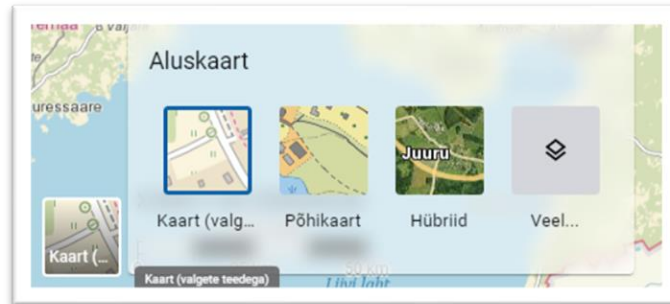 Aluskaart
uressaare
Juuru
Kaart (valg... Põhikaart Hübriid Veel...
Kaart (...
Kaart (valgete teedega)
50 km
Liivi laht